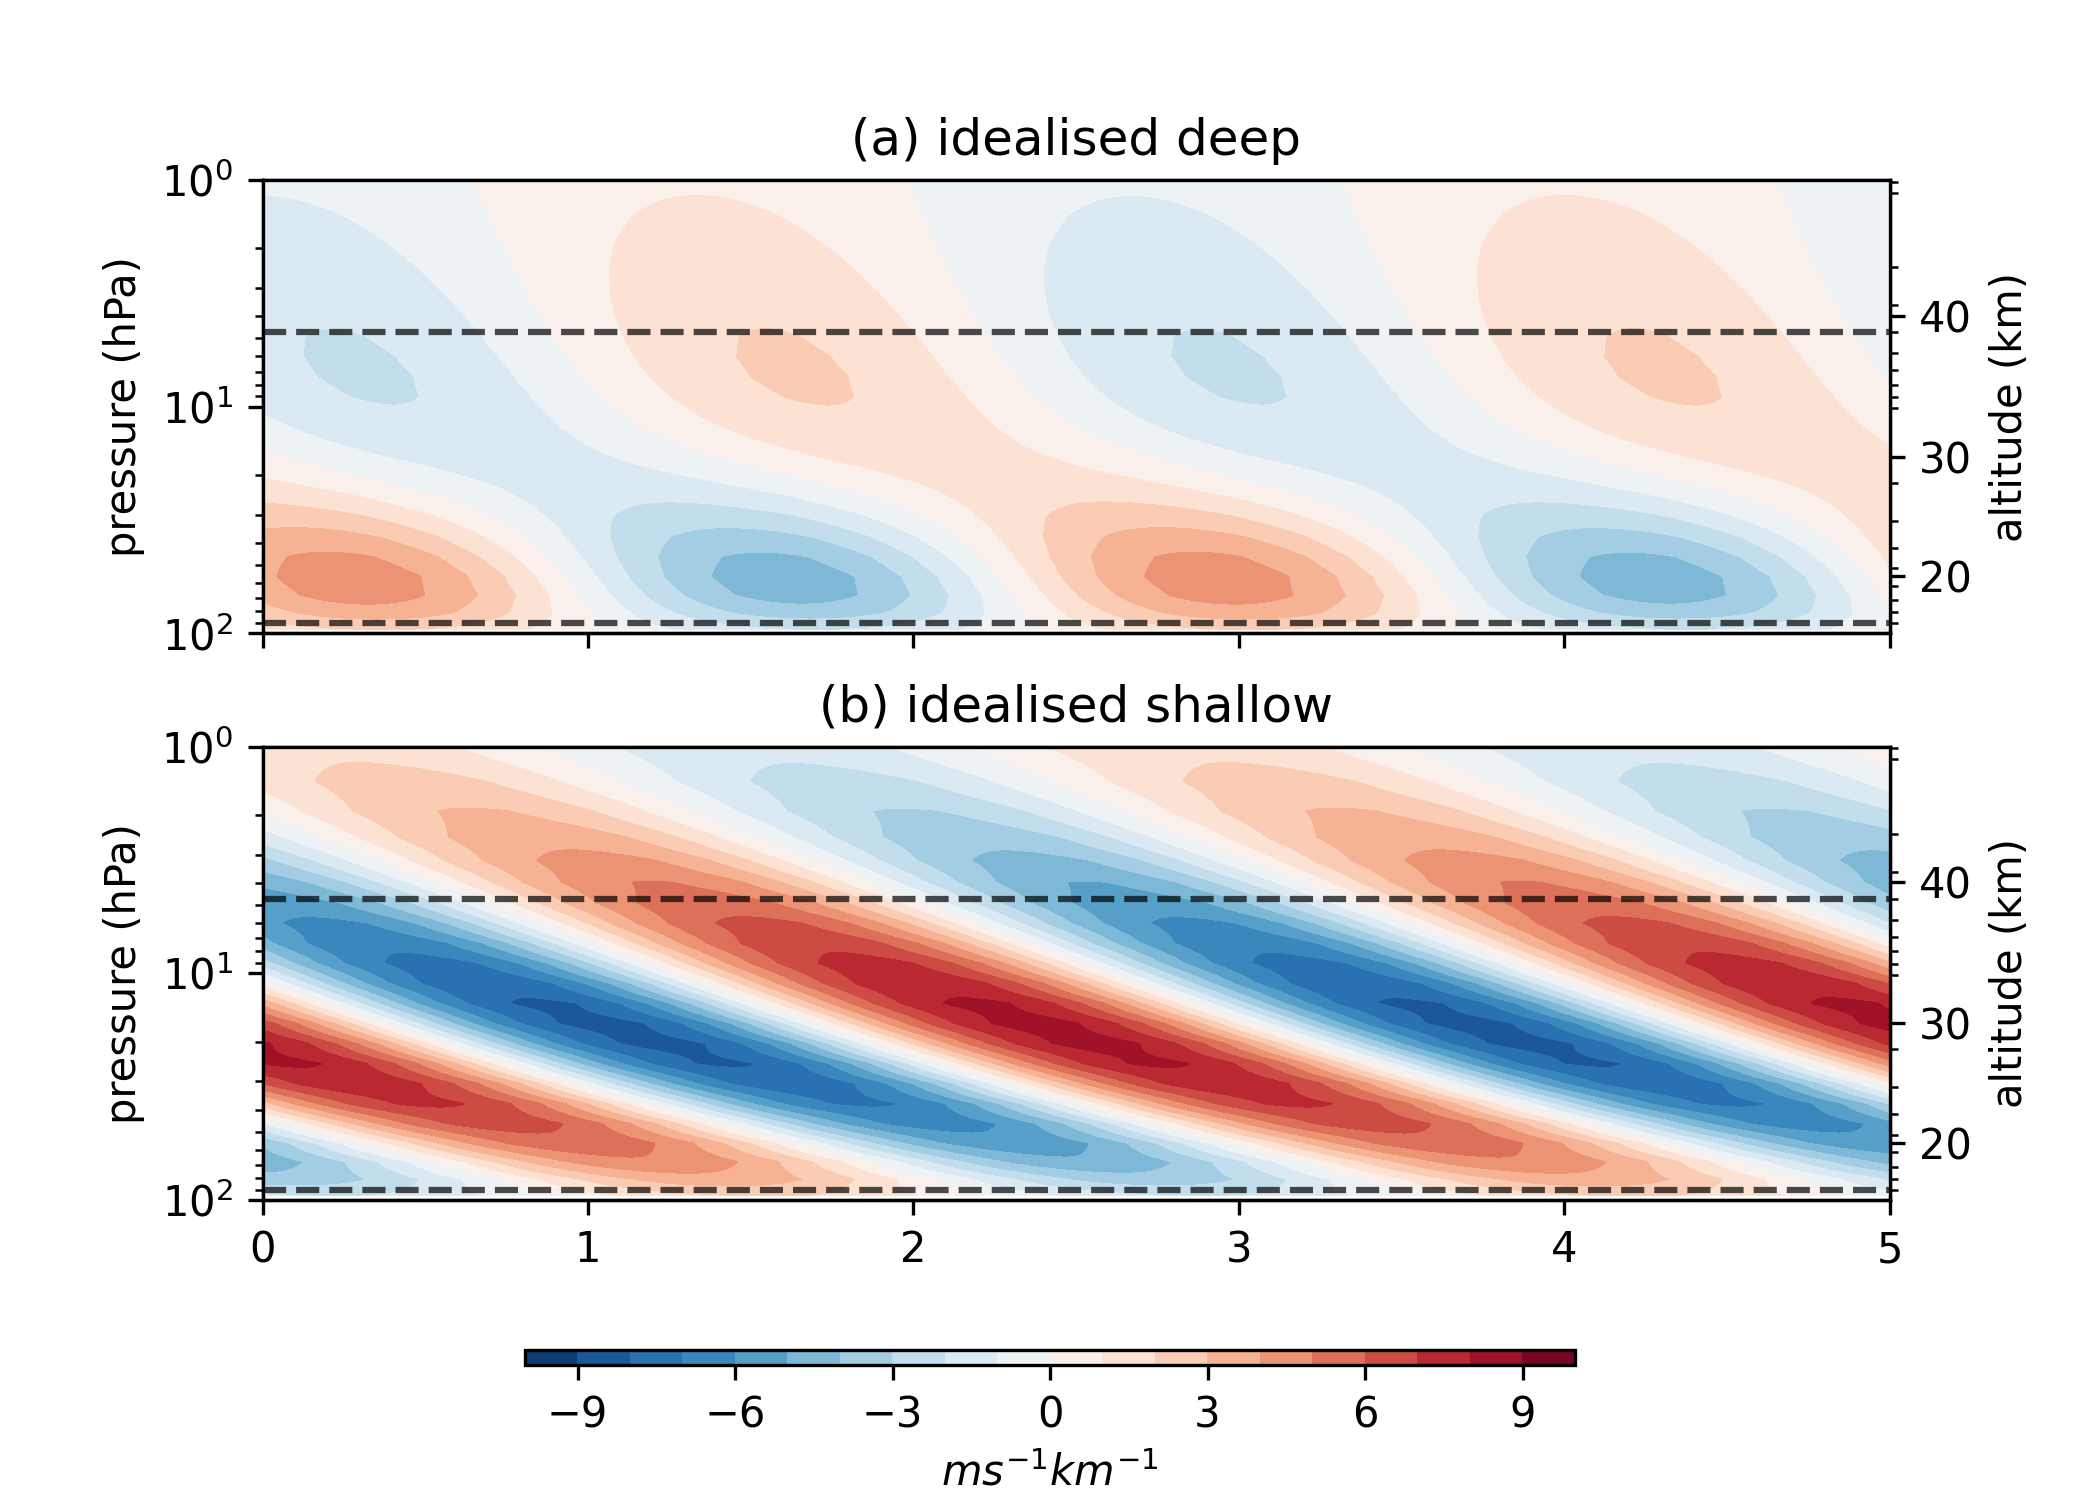 (a) idealised deep
10⁰
10¹
10²
pressure (hPa)
40
30
20
altitude (km)
(b) idealised shallow
10⁰
10¹
10²
pressure (hPa)
40
30
20
altitude (km)
0 1 2 3 4 5
−9 −6 −3 0 3 6 9
ms⁻¹km⁻¹